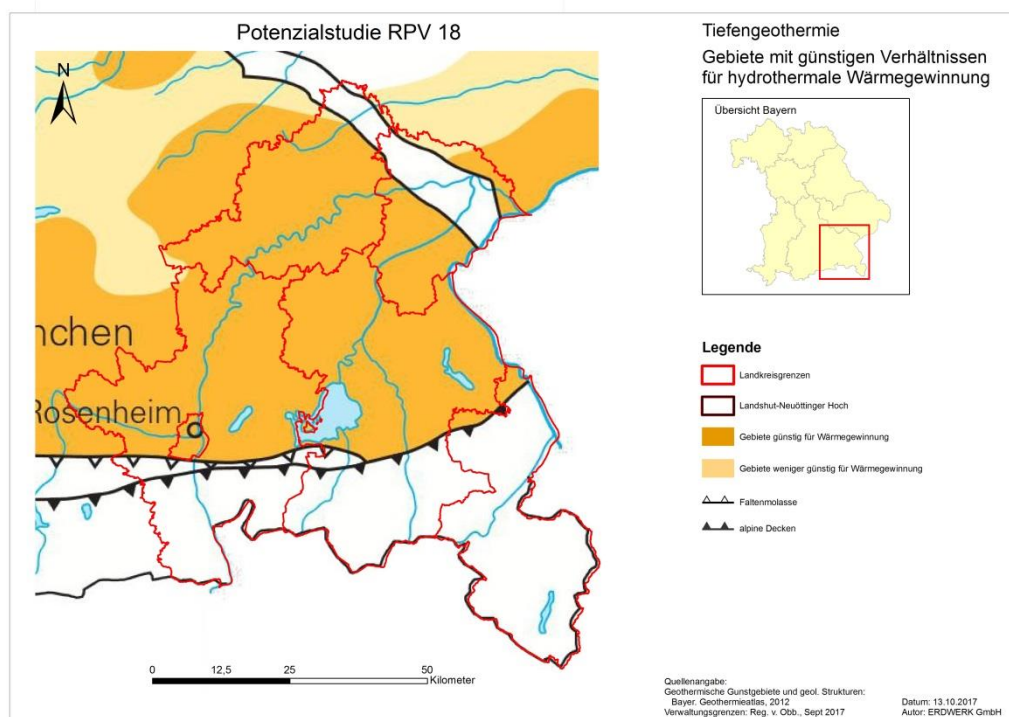 Potenzialstudie RPV 18
N
nchen
Rosenheim
0 12,5 25 50
Kilometer
Tiefengeothermie
Gebiete mit günstigen Verhältnissen
für hydrothermale Wärmegewinnung
Übersicht Bayern
Legende
Landkreisgrenzen
Landshut-Neuöttinger Hoch
Gebiete günstig für Wärmegewinnung
Gebiete weniger günstig für Wärmegewinnung
Faltenmolasse
alpine Decken
Quellenangabe:
Geothermische Gunstgebiete und geol. Strukturen:
Bayer. Geothermieatlas, 2012
Verwaltungsgrenzen: Reg. v. Obb., Sept 2017
Datum: 13.10.2017
Autor: ERDWERK GmbH